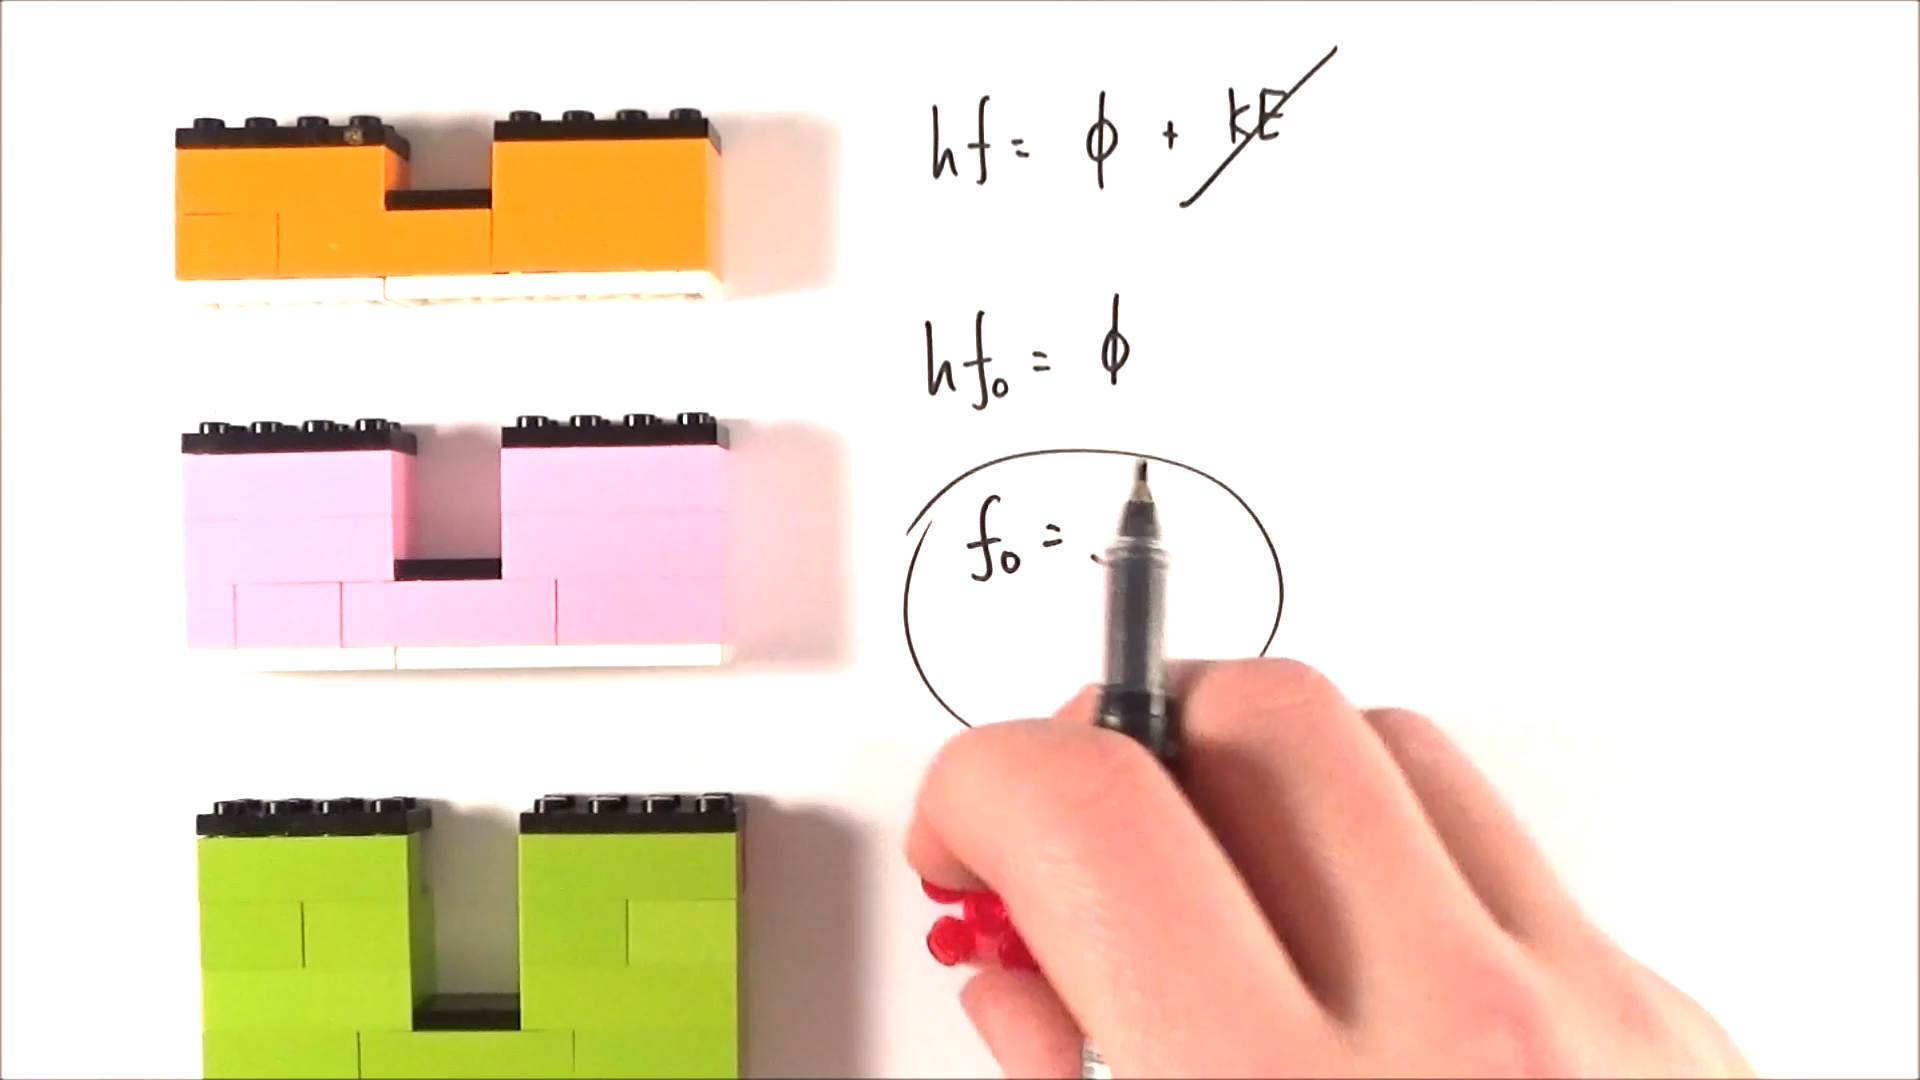 hf = ϕ + KE
hf₀ = ϕ
f₀ =